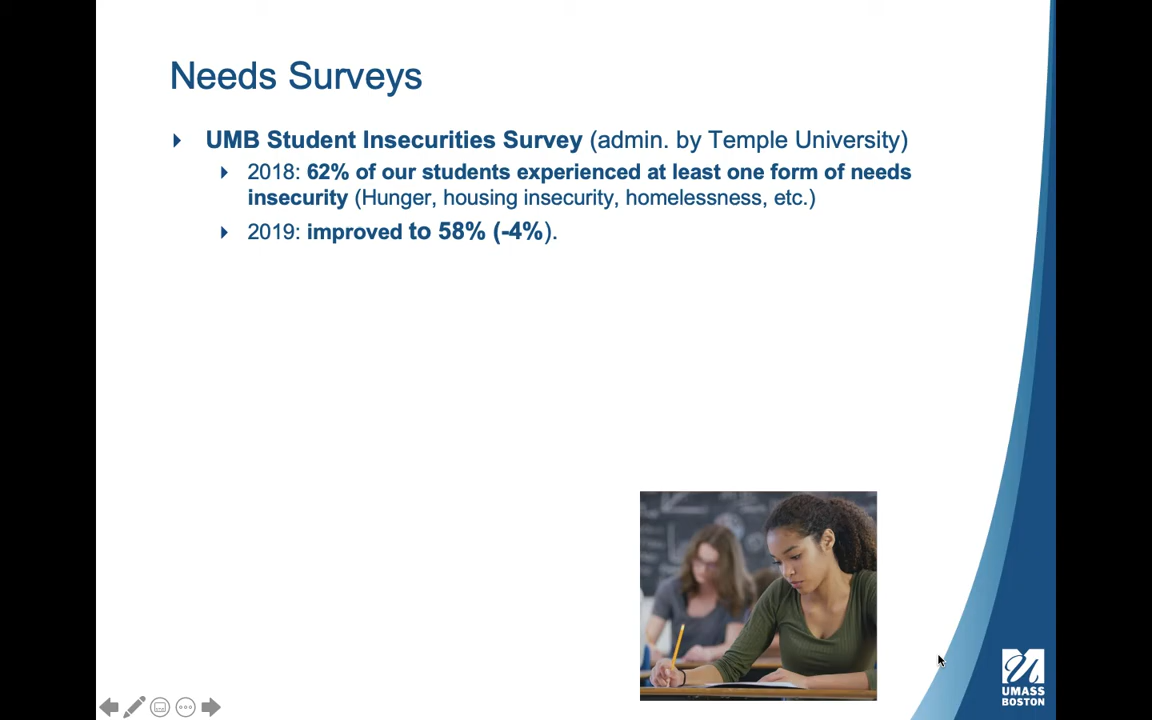 Needs Surveys
UMB Student Insecurities Survey (admin. by Temple University)
2018: 62% of our students experienced at least one form of needs
insecurity (Hunger, housing insecurity, homelessness, etc.)
2019: improved to 58% (-4%).
UMASS
BOSTON